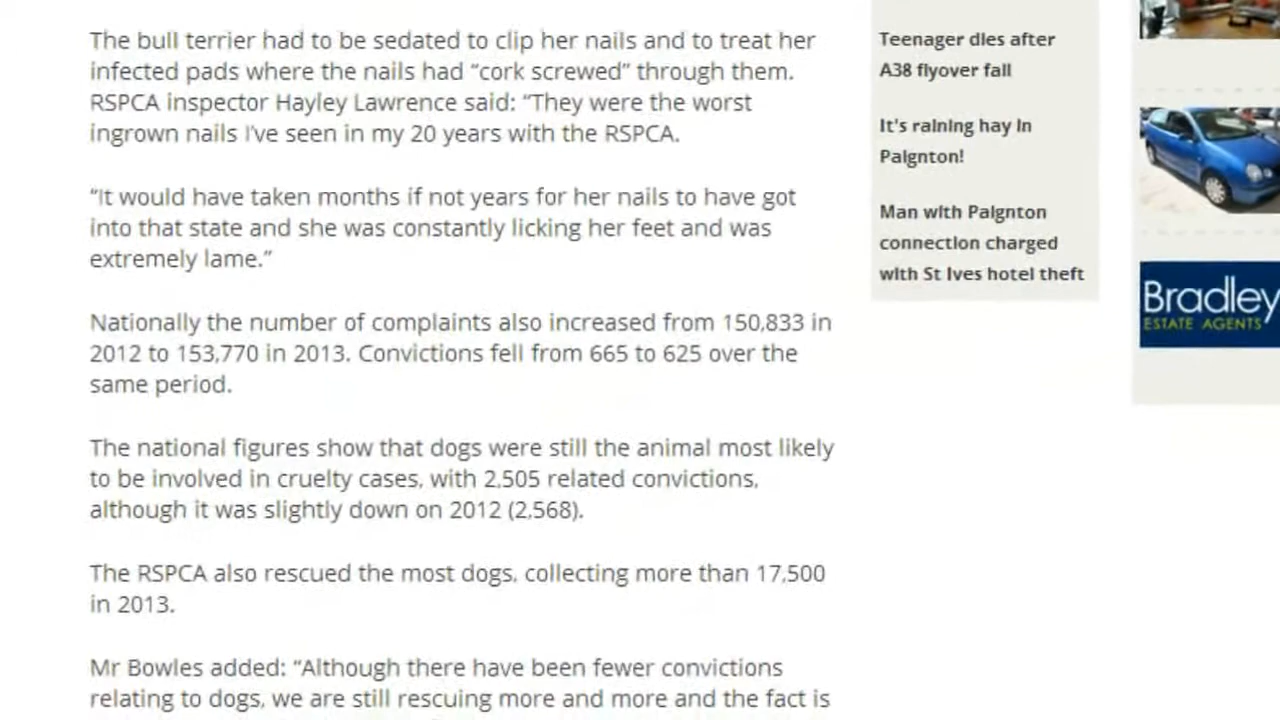 The bull terrier had to be sedated to clip her nails and to treat her
infected pads where the nails had “cork screwed” through them.
RSPCA inspector Hayley Lawrence said: “They were the worst
ingrown nails I've seen in my 20 years with the RSPCA.
“It would have taken months if not years for her nails to have got
into that state and she was constantly licking her feet and was
extremely lame.”
Nationally the number of complaints also increased from 150,833 in
2012 to 153,770 in 2013. Convictions fell from 665 to 625 over the
same period.
The national figures show that dogs were still the animal most likely
to be involved in cruelty cases, with 2,505 related convictions,
although it was slightly down on 2012 (2,568).
The RSPCA also rescued the most dogs, collecting more than 17,500
in 2013.
Mr Bowles added: “Although there have been fewer convictions
relating to dogs, we are still rescuing more and more and the fact is
Teenager dies after
A38 flyover fall
It's raining hay in
Paignton!
Man with Paignton
connection charged
with St Ives hotel theft
Bradley
ESTATE AGENTS